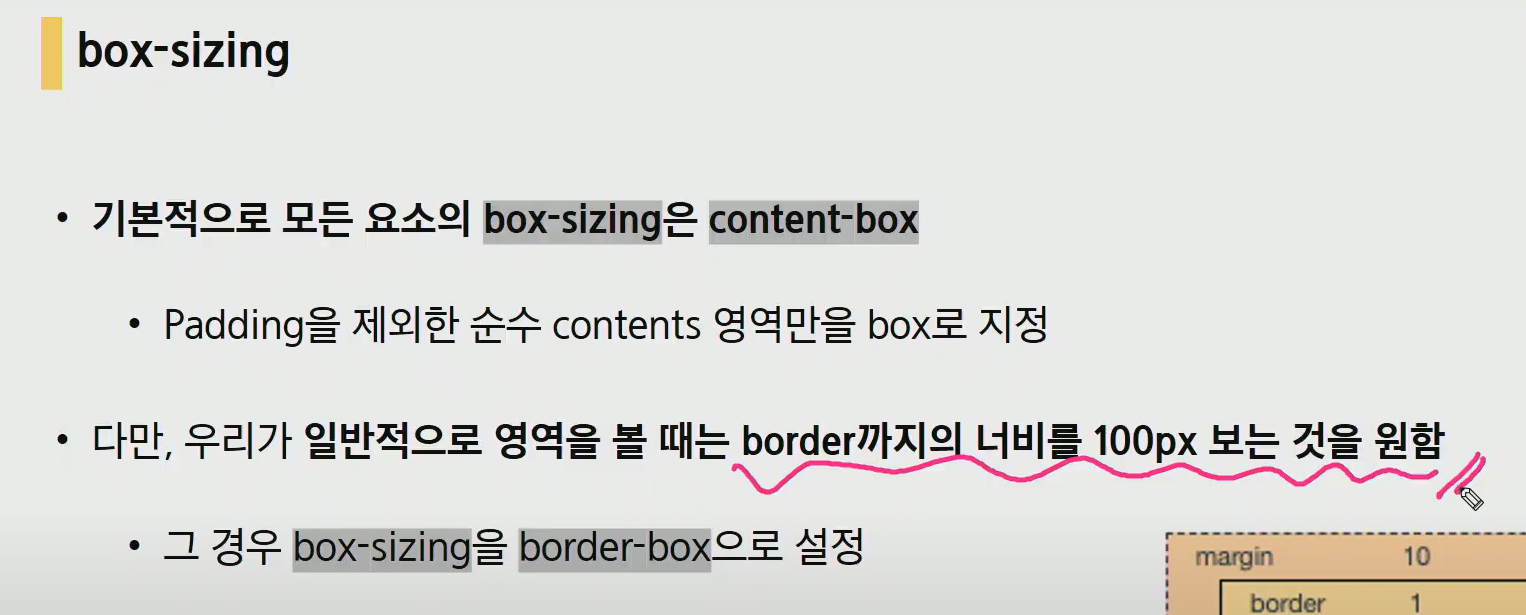 box-sizing
• 기본적으로 모든 요소의 box-sizing은 content-box
• Padding을 제외한 순수 contents 영역만을 box로 지정
• 다만, 우리가 일반적으로 영역을 볼 때는 border까지의 너비를 100px 보는 것을 원함
• 그 경우 box-sizing을 border-box으로 설정
margin 10
border 1